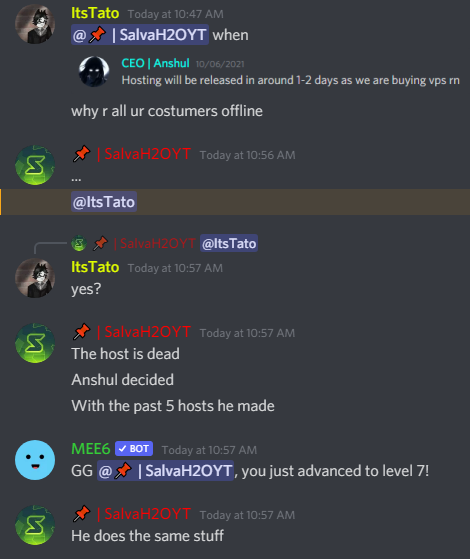 ItsTato Today at 10:47 AM
@📌 | SalvaH2OYT when
CEO | Anshul 10/06/2021
Hosting will be released in around 1-2 days as we are buying vps rn
why r all ur costumers offline
📌 | SalvaH2OYT Today at 10:56 AM
...
@ItsTato
📌 | SalvaH2OYT @ItsTato
ItsTato Today at 10:57 AM
yes?
📌 | SalvaH2OYT Today at 10:57 AM
The host is dead
Anshul decided
With the past 5 hosts he made
MEE6 ✓ BOT Today at 10:57 AM
GG @📌 | SalvaH2OYT, you just advanced to level 7!
📌 | SalvaH2OYT Today at 10:57 AM
He does the same stuff